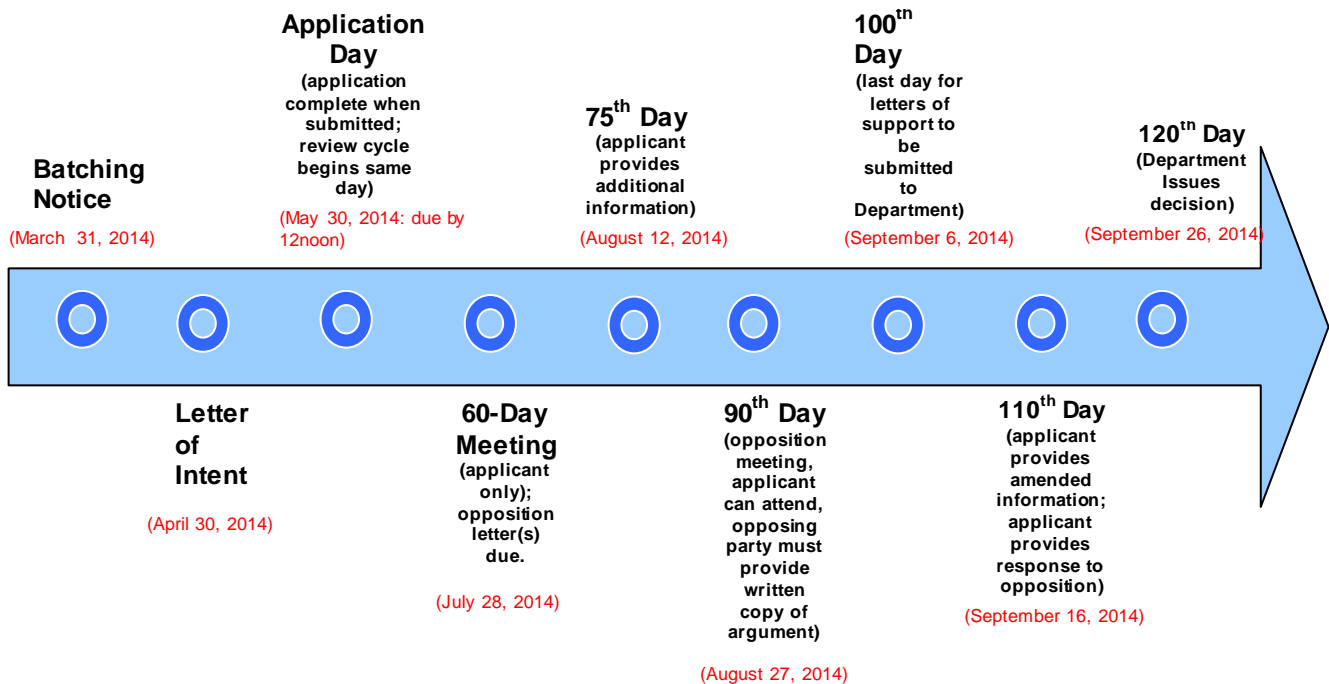 Batching
Notice
(March 31, 2014)
Letter
of
Intent
(April 30, 2014)
Application
Day
(application
complete when
submitted;
review cycle
begins same
day)
(May 30, 2014: due by
12noon)
60-Day
Meeting
(applicant
only);
opposition
letter(s)
due.
(July 28, 2014)
75th Day
(applicant
provides
additional
information)
(August 12, 2014)
90th Day
(opposition
meeting,
applicant
can attend,
opposing
party must
provide
written
copy of
argument)
(August 27, 2014)
100th
Day
(last day for
letters of
support to
be
submitted
to
Department)
(September 6, 2014)
110th Day
(applicant
provides
amended
information;
applicant
provides
response to
opposition)
(September 16, 2014)
120th Day
(Department
Issues
decision)
(September 26, 2014)